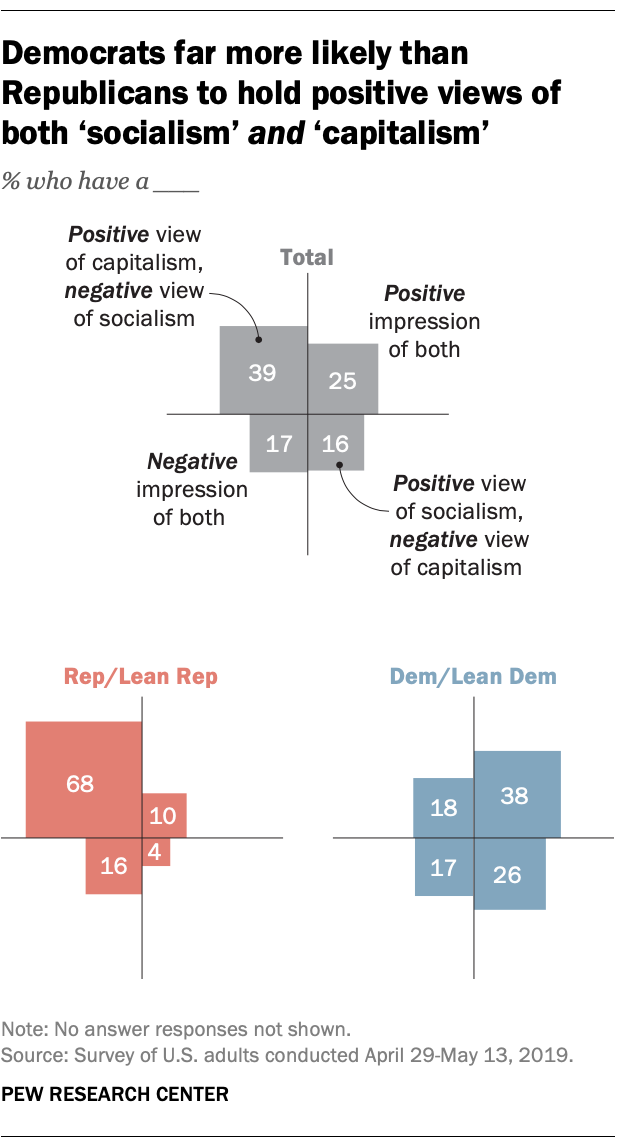 Democrats far more likely than
Republicans to hold positive views of
both ‘socialism’ and ‘capitalism’
% who have a ____
Positive view
of capitalism,
negative view
of socialism
Total
Positive
impression
of both
39
25
17
16
Negative
impression
of both
Positive view
of socialism,
negative view
of capitalism
Rep/Lean Rep
68
10
16
4
Dem/Lean Dem
18
38
17
26
Note: No answer responses not shown.
Source: Survey of U.S. adults conducted April 29-May 13, 2019.
PEW RESEARCH CENTER